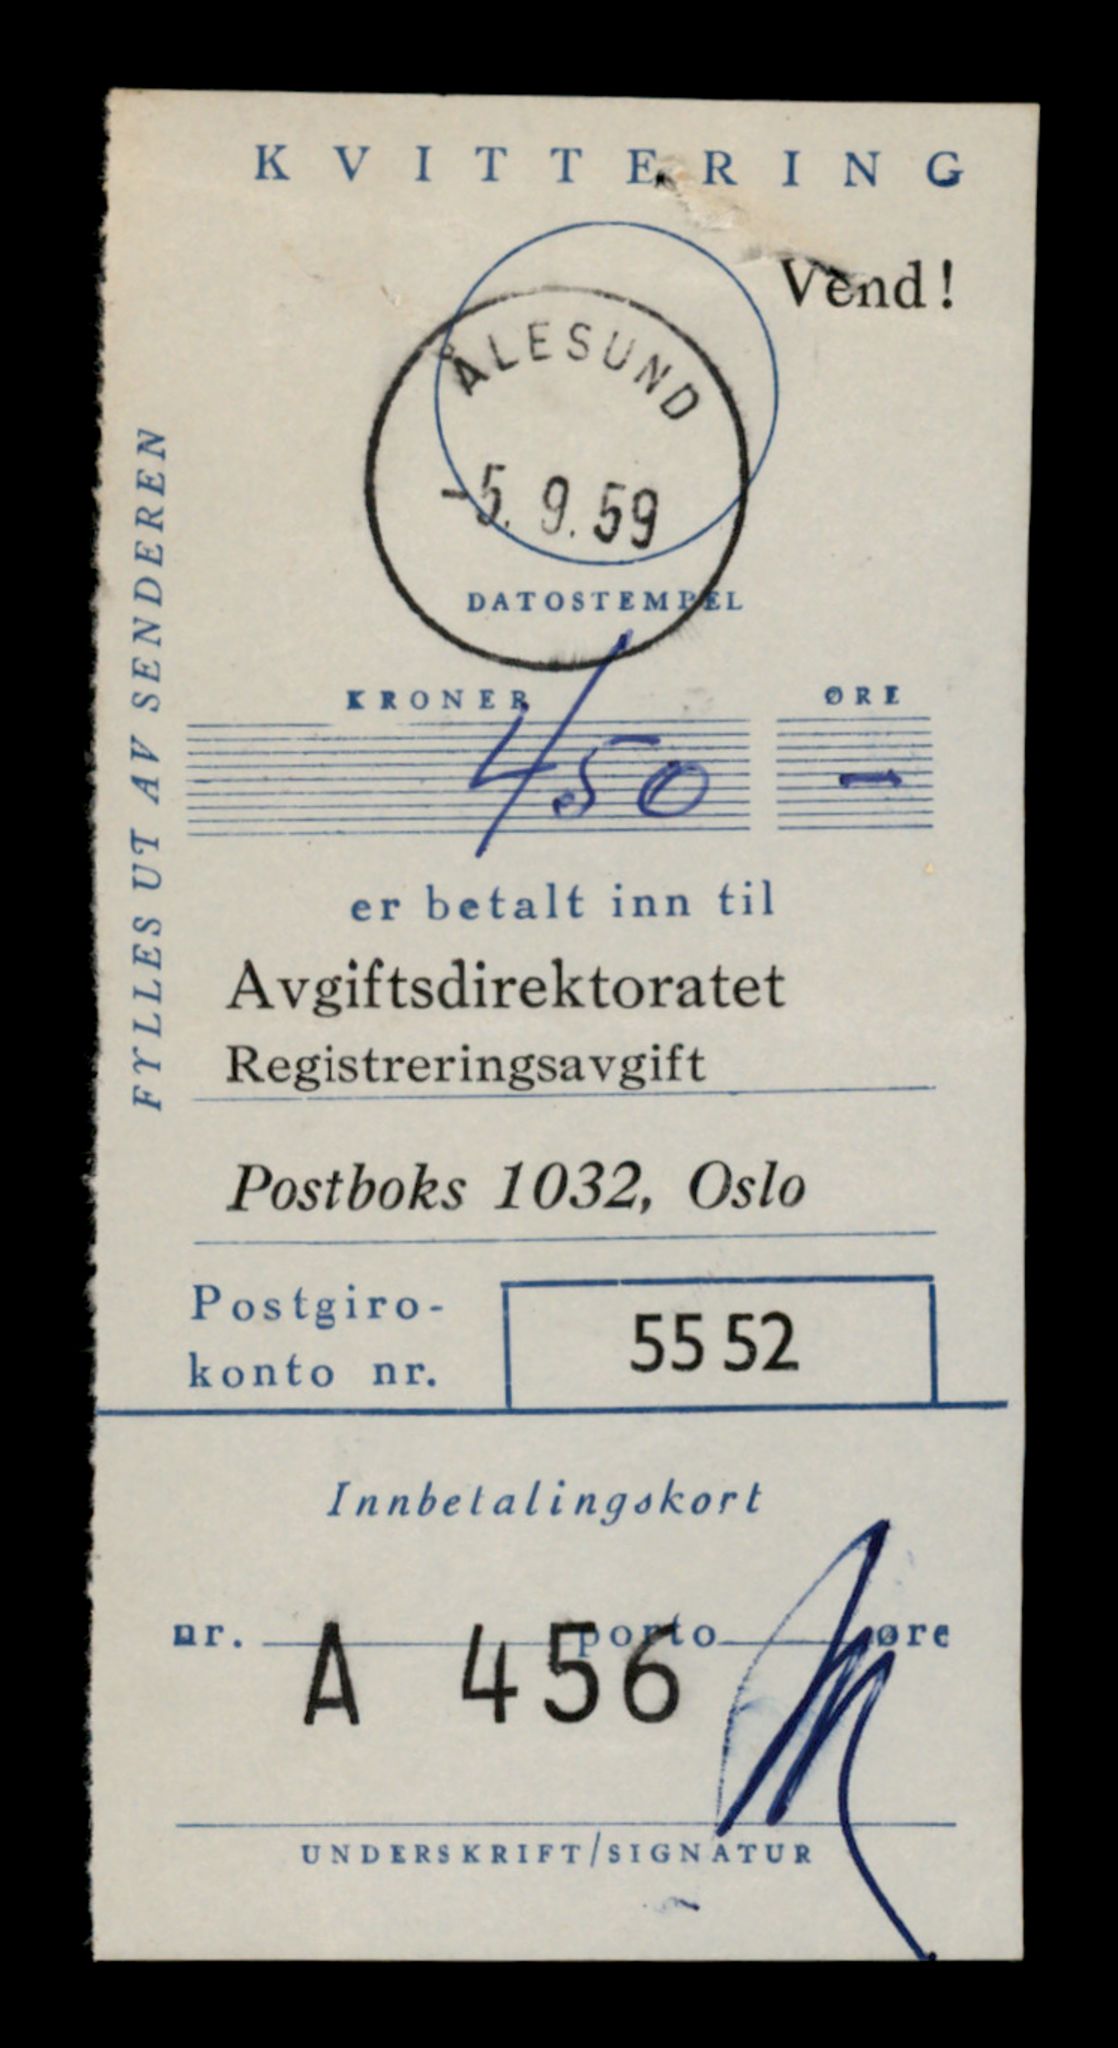 KVITTERING
Vend!
ÅLESUND
-5. 9. 59
DATOSTEMPEL
FYLLES UT AV SENDEREN
KRONER ØRE
450 —
er betalt inn til
Avgiftsdirektoratet
Registreringsavgift
Postboks 1032, Oslo
Postgiro-
konto nr. 55 52
Innbetalingskort
nr. porto øre
A 456
UNDERSKRIFT/SIGNATUR